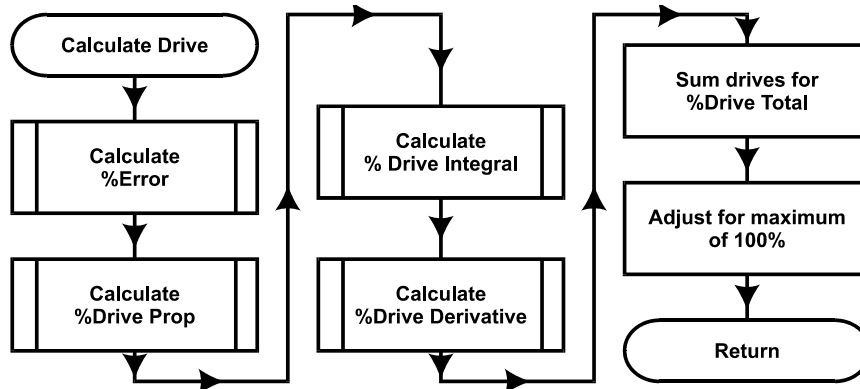 Calculate Drive
Calculate
%Error
Calculate
%Drive Prop
Calculate
% Drive Integral
Calculate
%Drive Derivative
Sum drives for
%Drive Total
Adjust for maximum
of 100%
Return